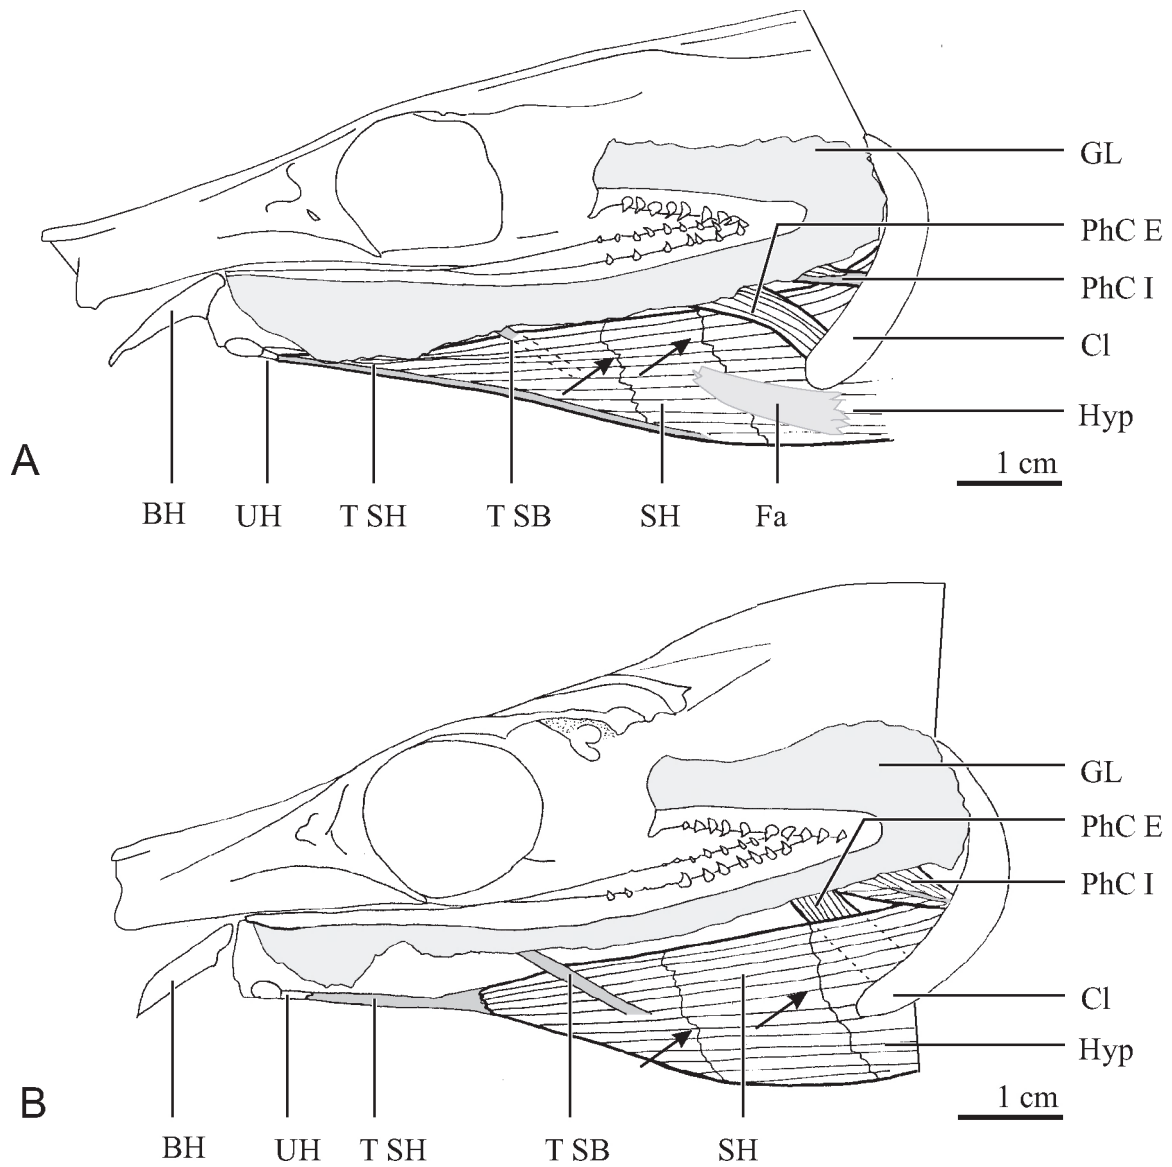 GL
PhC E
PhC I
Cl
Hyp
A
1 cm
BH UH T SH T SB SH Fa
GL
PhC E
PhC I
Cl
Hyp
B
1 cm
BH UH T SH T SB SH